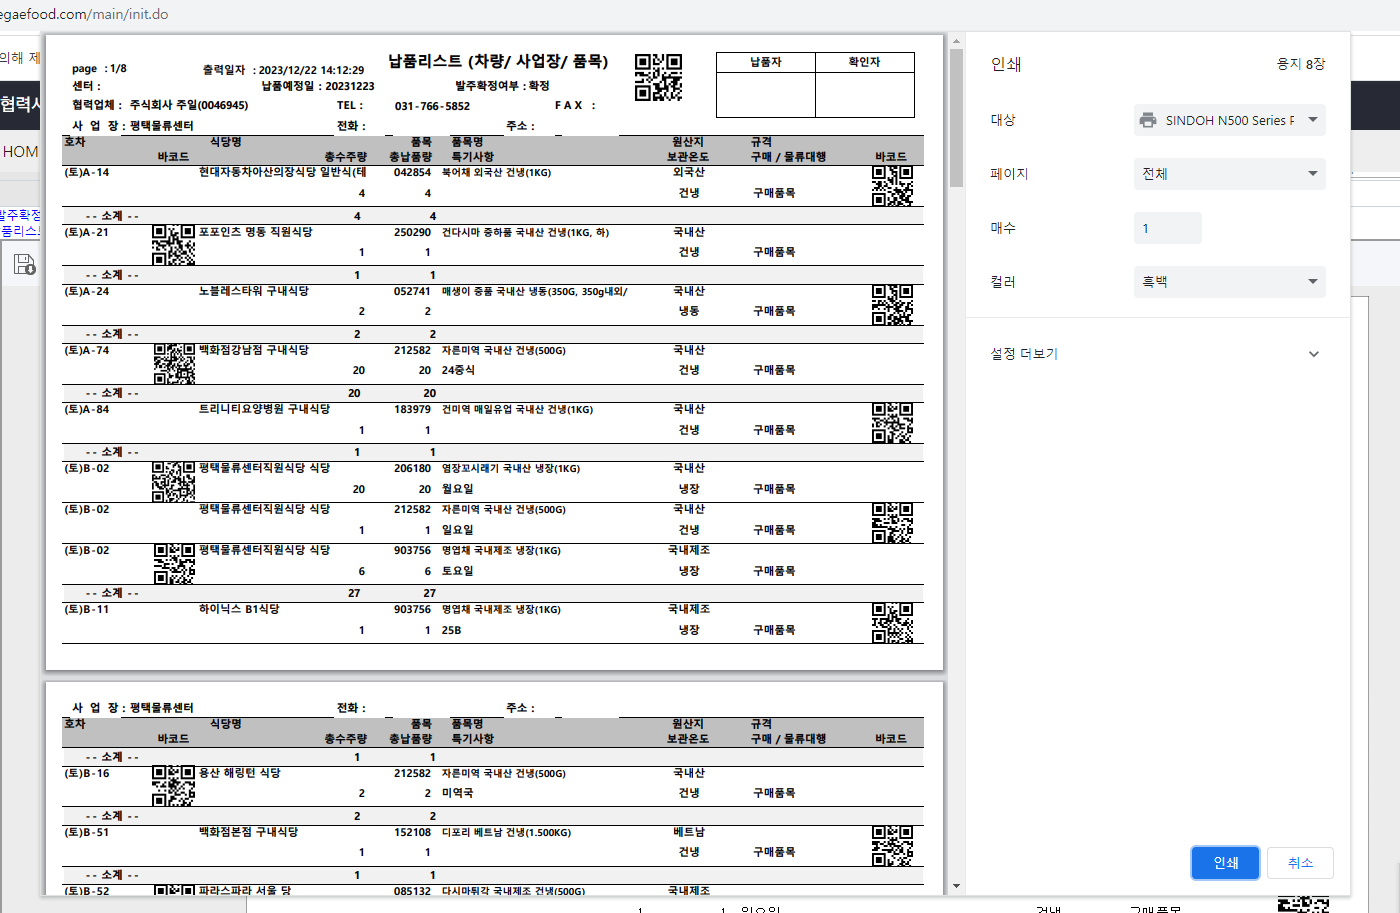 egaefood.com/main/init.do
의해 제
협력사
HOM
발주확정
품리스트
page : 1/8
출력일자 : 2023/12/22 14:12:29
납품리스트 (차량/ 사업장/ 품목)
납품자 확인자
센터 :
납품예정일 : 20231223
발주확정여부 : 확정
협력업체 : 주식회사 주일(0046945)
TEL : 031-766-5852
F A X :
사 업 장 : 평택물류센터 전화 : 주소 :
호차 식당명 품목 품목명 원산지 규격
바코드 총수주량 총납품량 특기사항 보관온도 구매 / 물류대행 바코드
(토)A-14 현대자동차아산의장식당 일반식(테 042854 북어채 외국산 건냉(1KG) 외국산
4 4 건냉 구매품목
-- 소계 -- 4 4
(토)A-21 포포인츠 명동 직원식당 250290 건다시마 중하품 국내산 건냉(1KG, 하) 국내산
1 1 건냉 구매품목
-- 소계 -- 1 1
(토)A-24 노블레스타워 구내식당 052741 매생이 중품 국내산 냉동(350G, 350g내외/ 국내산
2 2 냉동 구매품목
-- 소계 -- 2 2
(토)A-74 백화점강남점 구내식당 212582 자른미역 국내산 건냉(500G) 국내산
20 20 24중식 건냉 구매품목
-- 소계 -- 20 20
(토)A-84 트리니티요양병원 구내식당 183979 건미역 매일유업 국내산 건냉(1KG) 국내산
1 1 건냉 구매품목
-- 소계 -- 1 1
(토)B-02 평택물류센터직원식당 식당 206180 염장꼬시래기 국내산 냉장(1KG) 국내산
20 20 월요일 냉장 구매품목
(토)B-02 평택물류센터직원식당 식당 212582 자른미역 국내산 건냉(500G) 국내산
1 1 일요일 건냉 구매품목
(토)B-02 평택물류센터직원식당 식당 903756 명엽채 국내제조 냉장(1KG) 국내제조
6 6 토요일 냉장 구매품목
-- 소계 -- 27 27
(토)B-11 하이닉스 B1식당 903756 명엽채 국내제조 냉장(1KG) 국내제조
1 1 25B 냉장 구매품목
사 업 장 : 평택물류센터 전화 : 주소 :
호차 식당명 품목 품목명 원산지 규격
바코드 총수주량 총납품량 특기사항 보관온도 구매 / 물류대행 바코드
-- 소계 -- 1 1
(토)B-16 용산 해링턴 식당 212582 자른미역 국내산 건냉(500G) 국내산
2 2 미역국 건냉 구매품목
-- 소계 -- 2 2
(토)B-51 백화점본점 구내식당 152108 디포리 베트남 건냉(1.500KG) 베트남
1 1 건냉 구매품목
-- 소계 -- 1 1
(토)B-52 파라스파라 서울 당 085132 다시마튀각 국내제조 건냉(500G) 국내제조
1 1 일요일 건냉 구매품목
인쇄 용지 8장
대상 SINDOH N500 Series P
페이지 전체
매수 1
컬러 흑백
설정 더보기
인쇄 취소